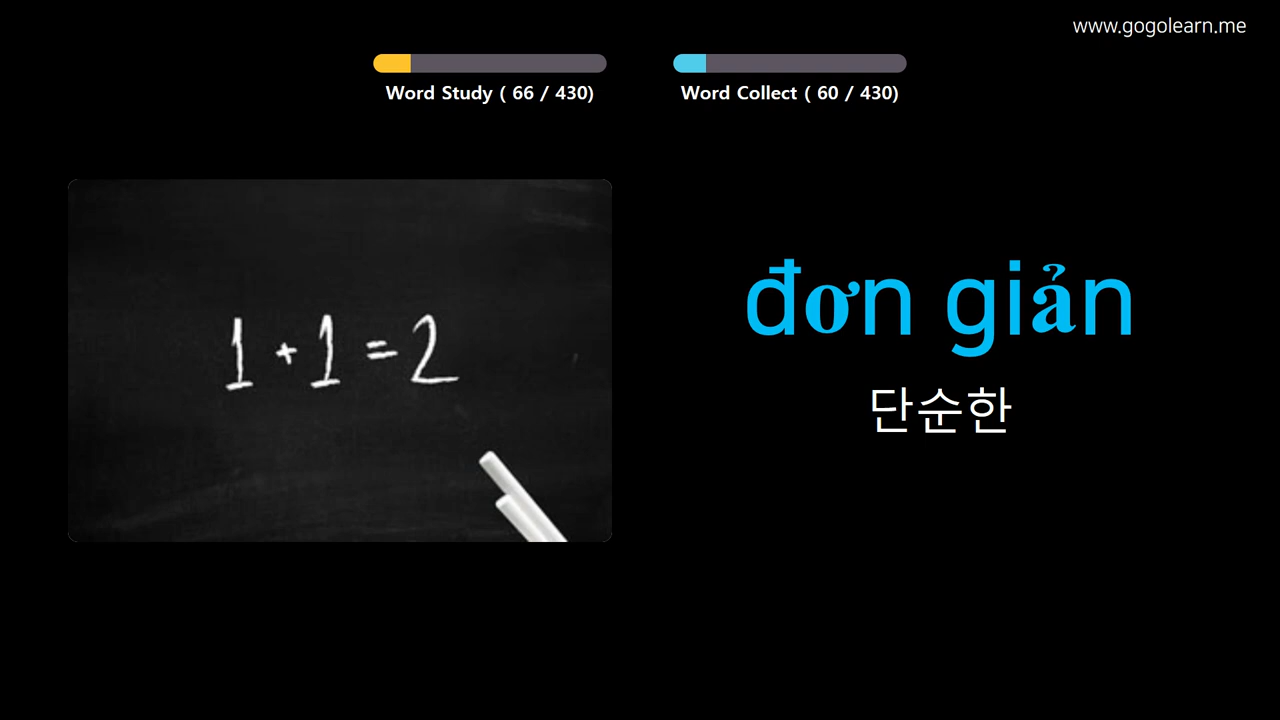 www.gogolearn.me
Word Study ( 66 / 430)
Word Collect ( 60 / 430)
1 + 1 = 2
đơn giản
단순한